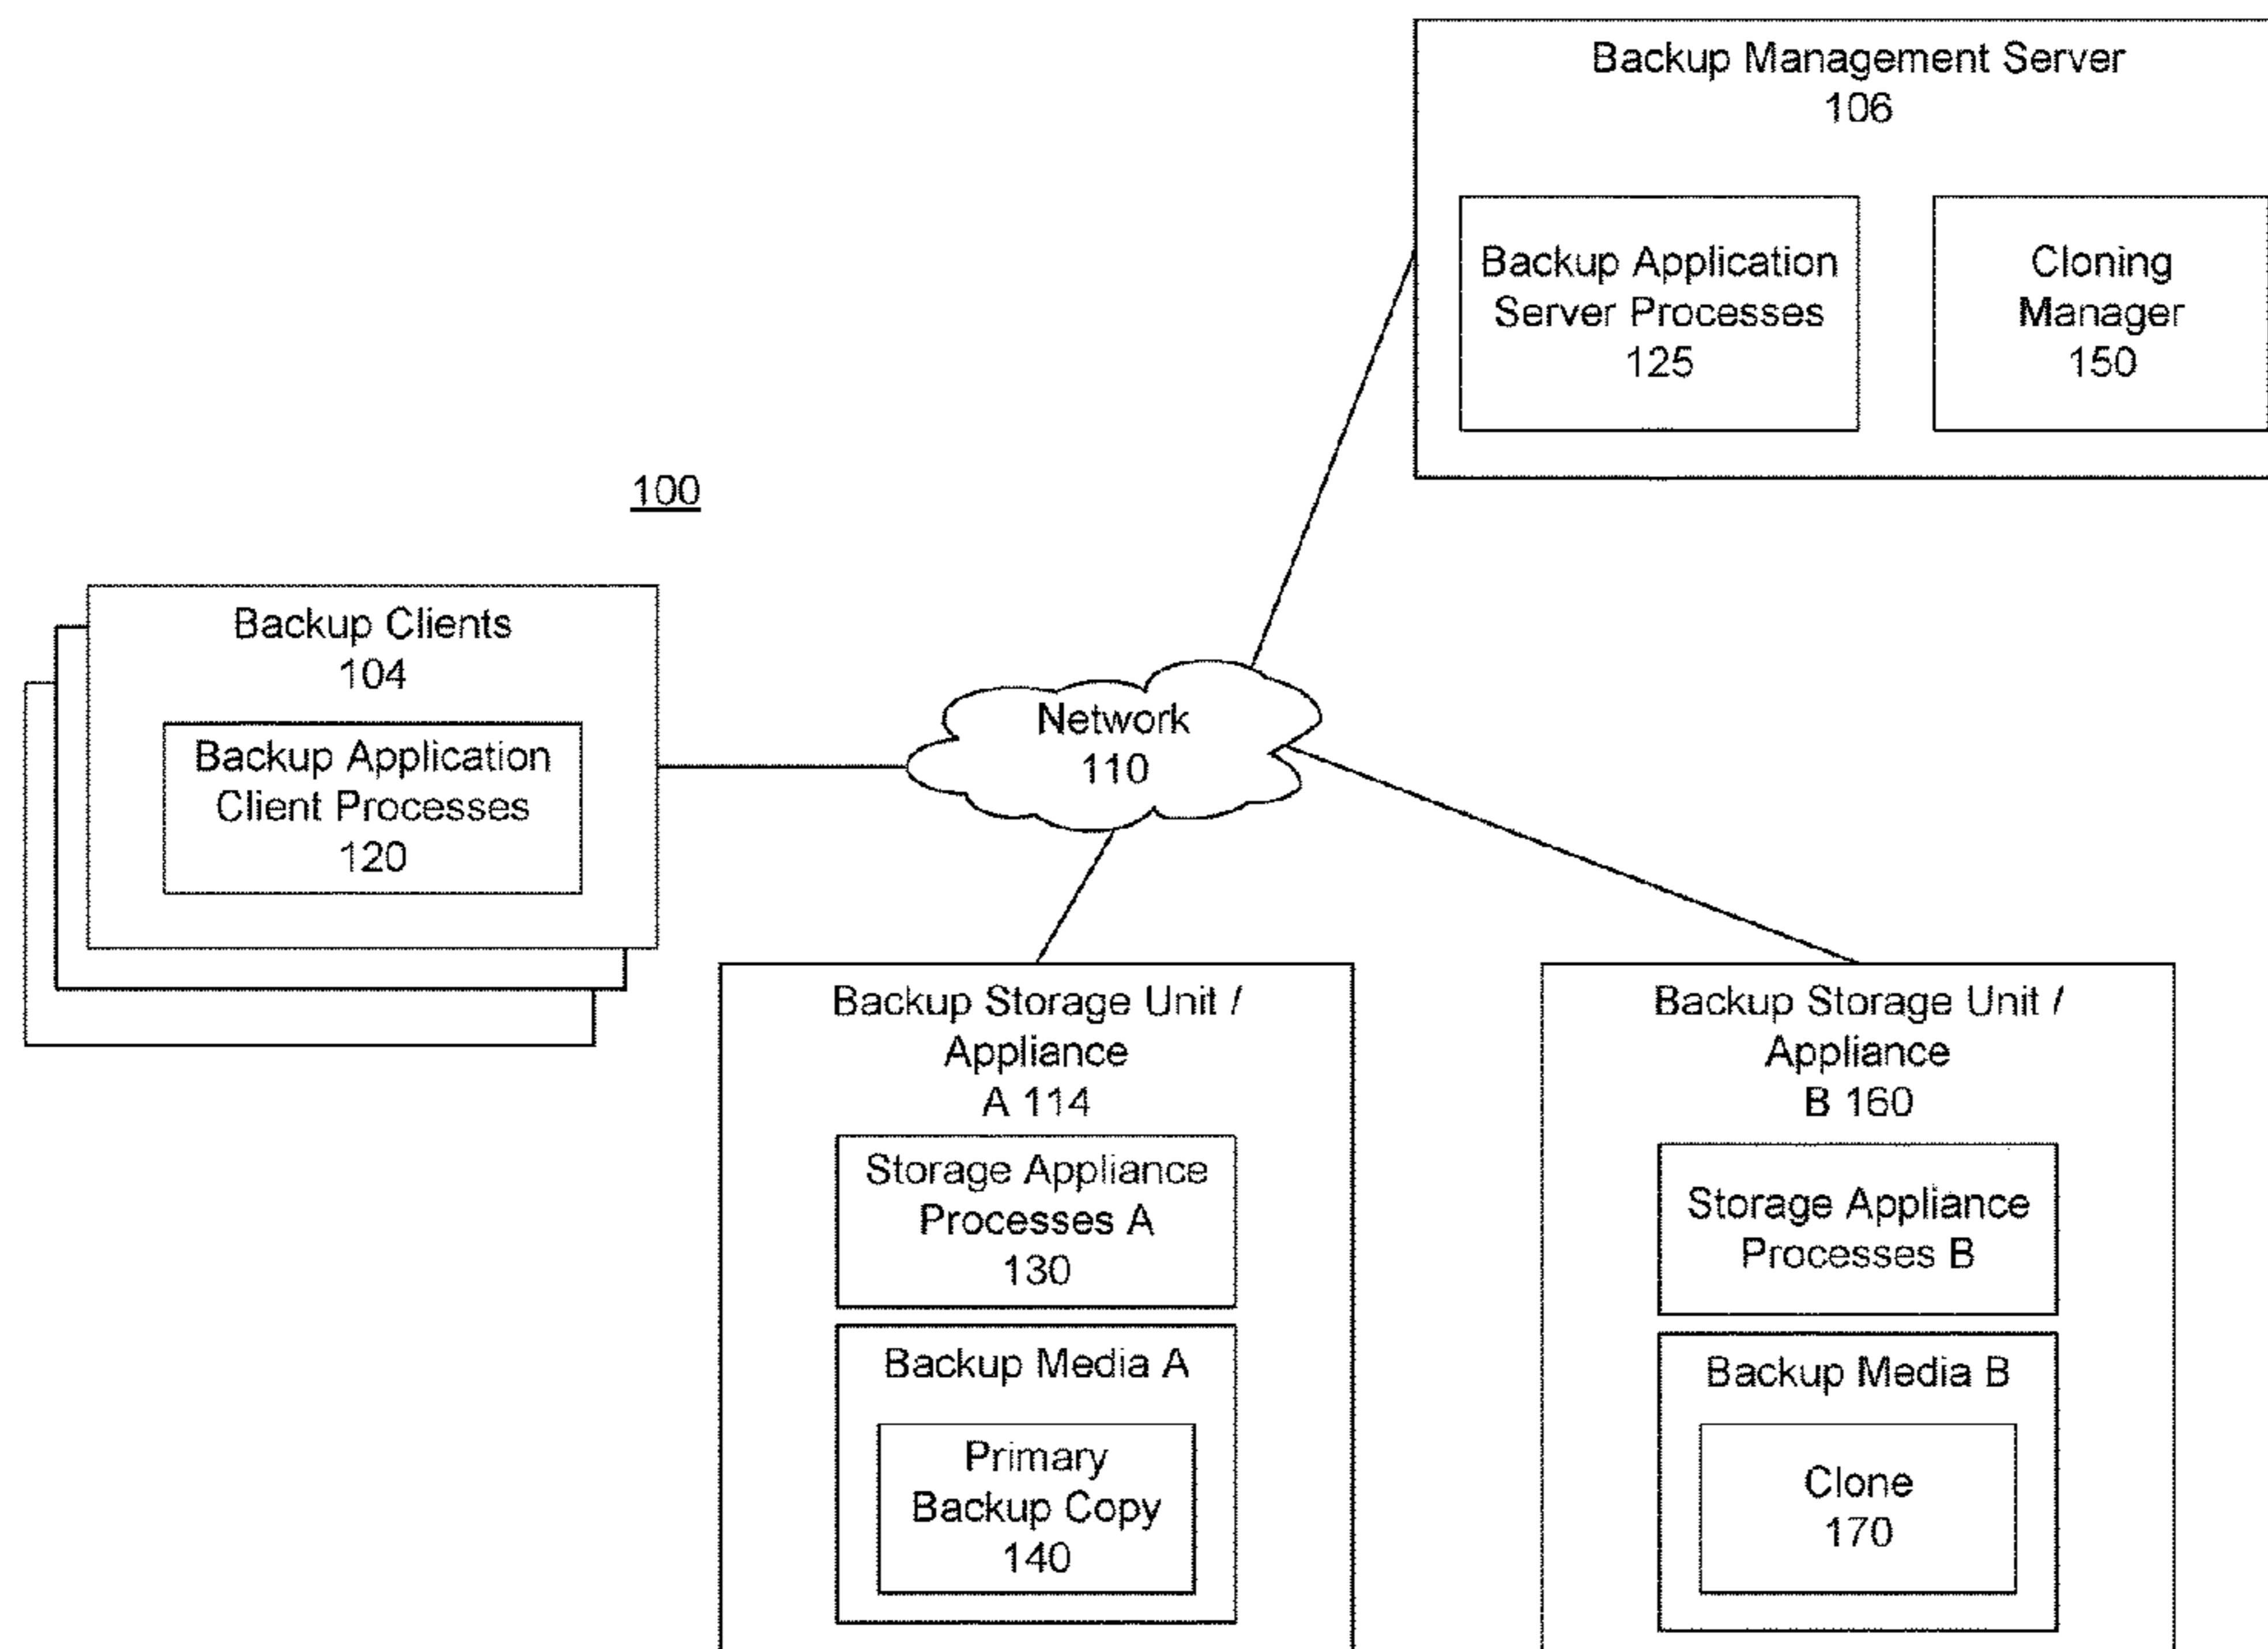 Backup Management Server
106
Backup Application
Server Processes
125
Cloning
Manager
150
100
Backup Clients
104
Backup Application
Client Processes
120
Network
110
Backup Storage Unit /
Appliance
A 114
Storage Appliance
Processes A
130
Backup Media A
Primary
Backup Copy
140
Backup Storage Unit /
Appliance
B 160
Storage Appliance
Processes B
Backup Media B
Clone
170